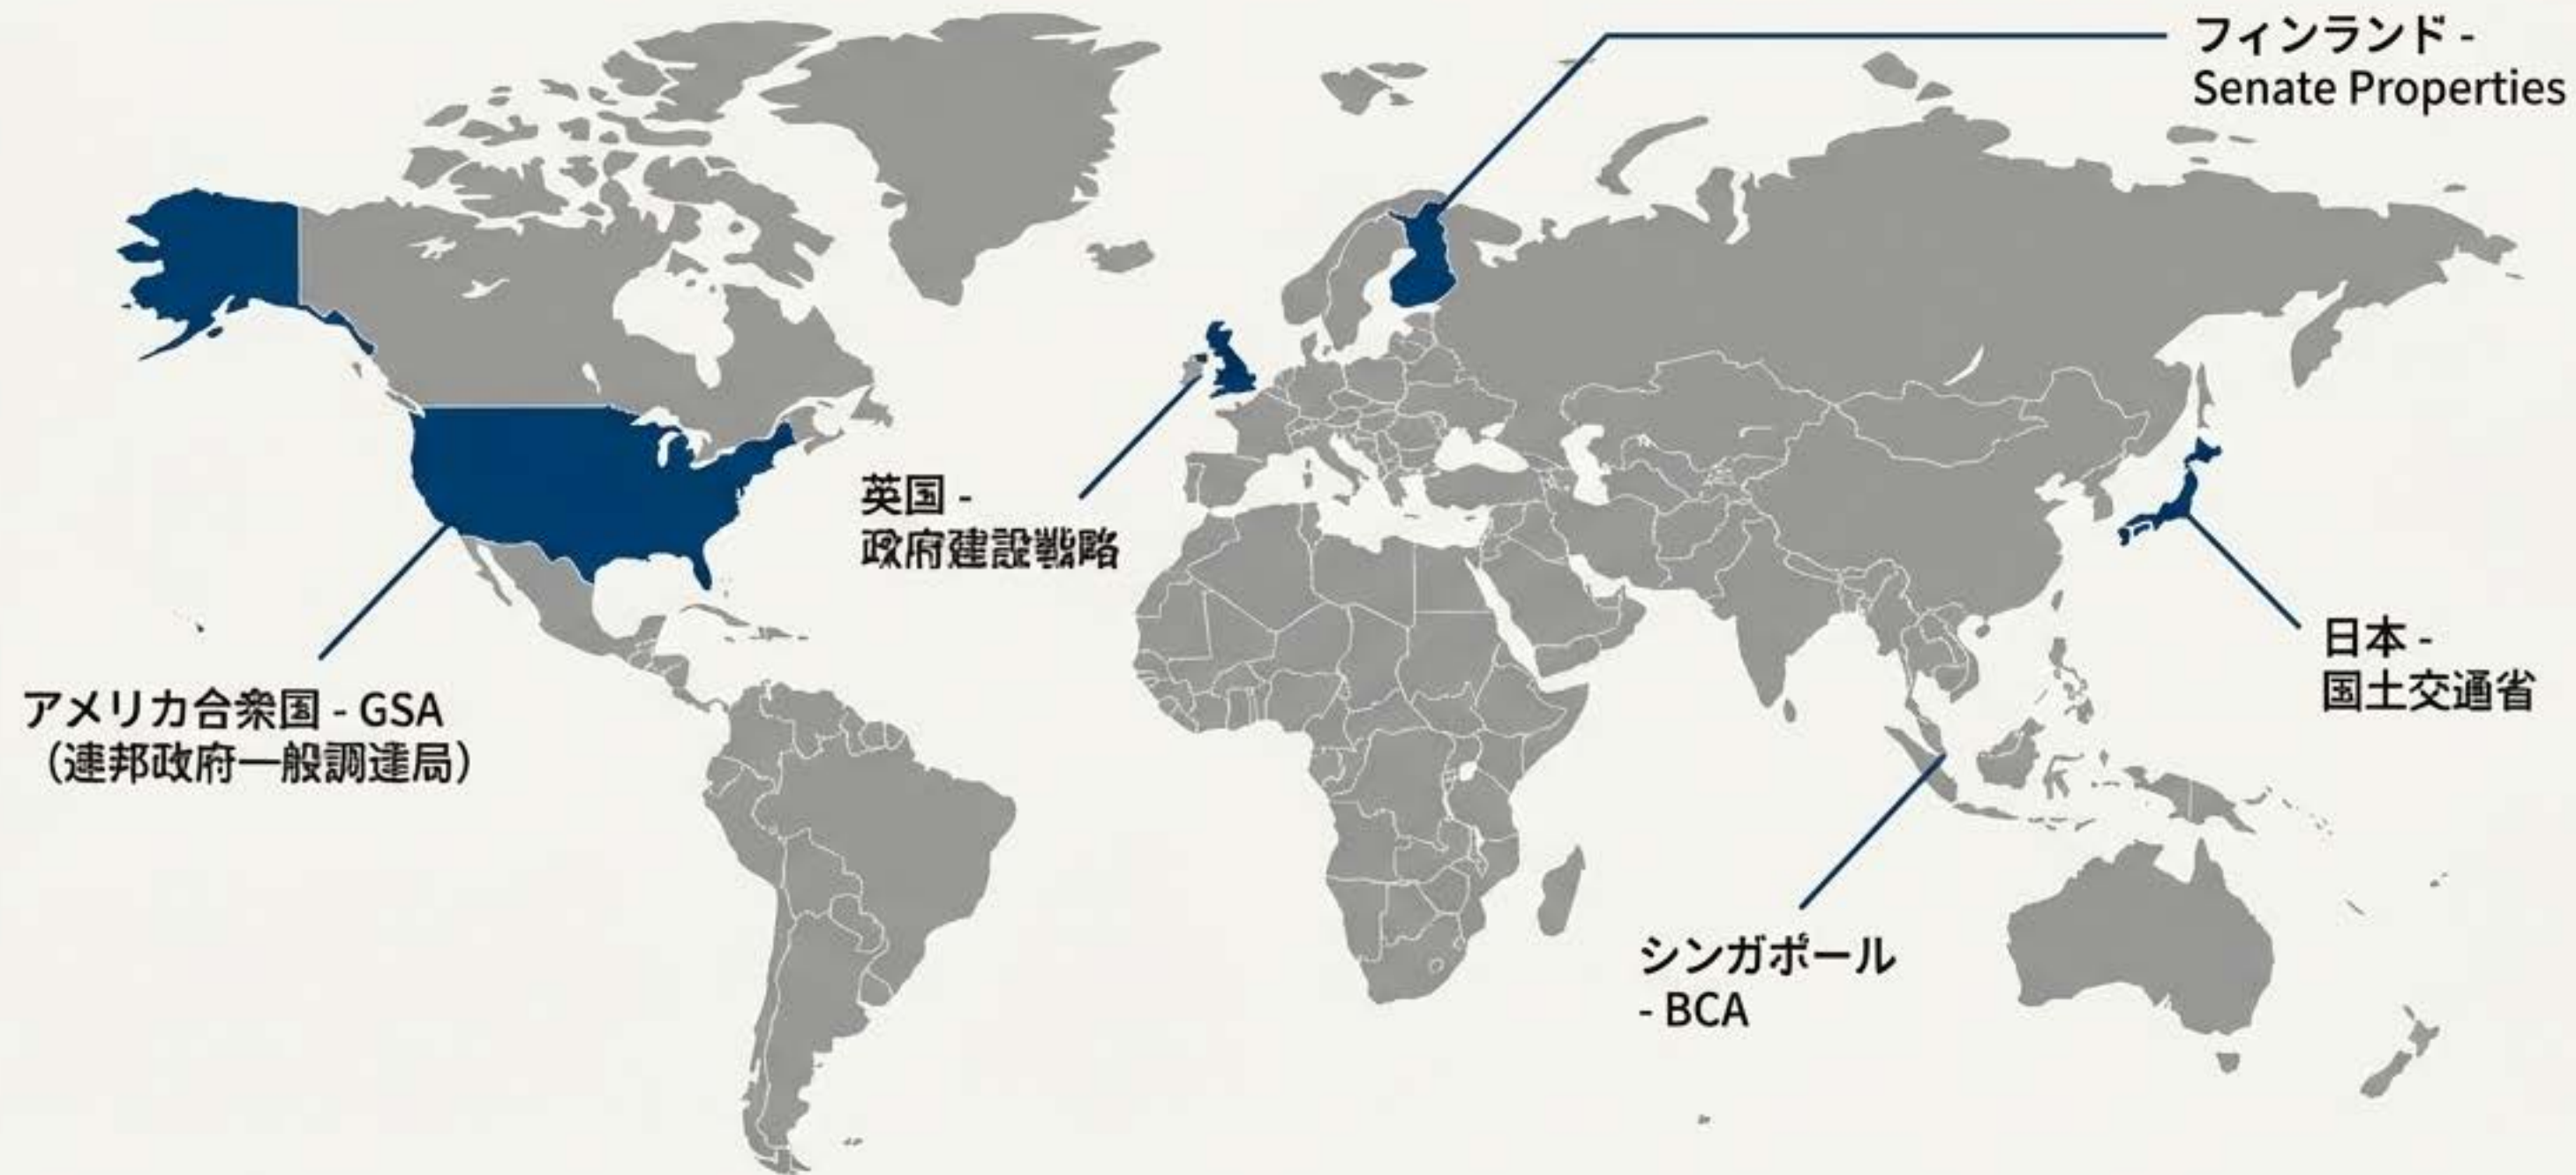 フィンランド -
Senate Properties
英国 -
政府建設戦略
アメリカ合衆国 - GSA
（連邦政府一般調達局）
日本 -
国土交通省
シンガポール
- BCA